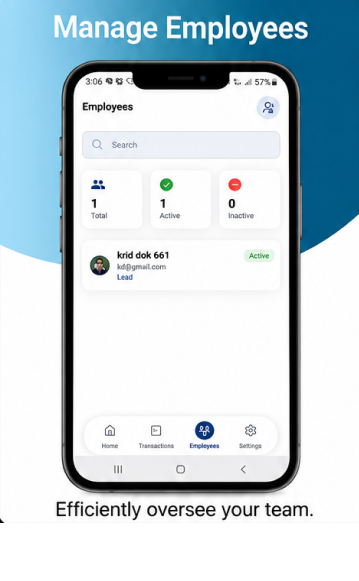 Manage Employees
3:06 57%
Employees
Search
1 1 0
Total Active Inactive
krid dok 661 Active
kd@gmail.com
Lead
Home Transactions Employees Settings
Efficiently oversee your team.